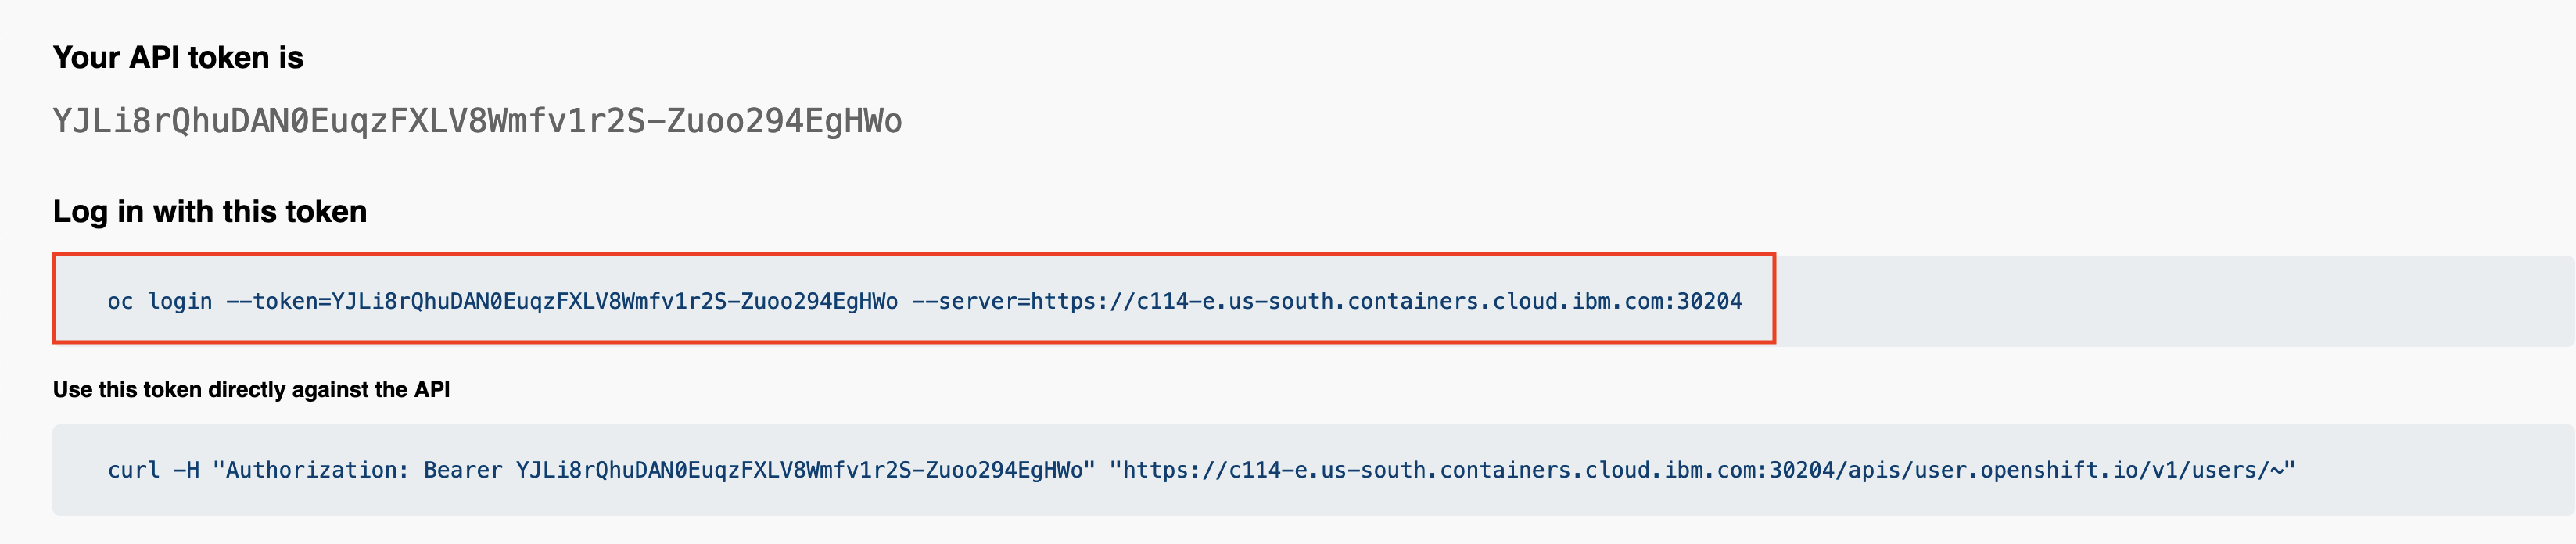 Your API token is
YJLi8rQhuDAN0EuqzFXLV8Wmfv1r2S-Zuoo294EgHWo
Log in with this token
oc login --token=YJLi8rQhuDAN0EuqzFXLV8Wmfv1r2S-Zuoo294EgHWo --server=https://c114-e.us-south.containers.cloud.ibm.com:30204
Use this token directly against the API
curl -H "Authorization: Bearer YJLi8rQhuDAN0EuqzFXLV8Wmfv1r2S-Zuoo294EgHWo" "https://c114-e.us-south.containers.cloud.ibm.com:30204/apis/user.openshift.io/v1/users/~"